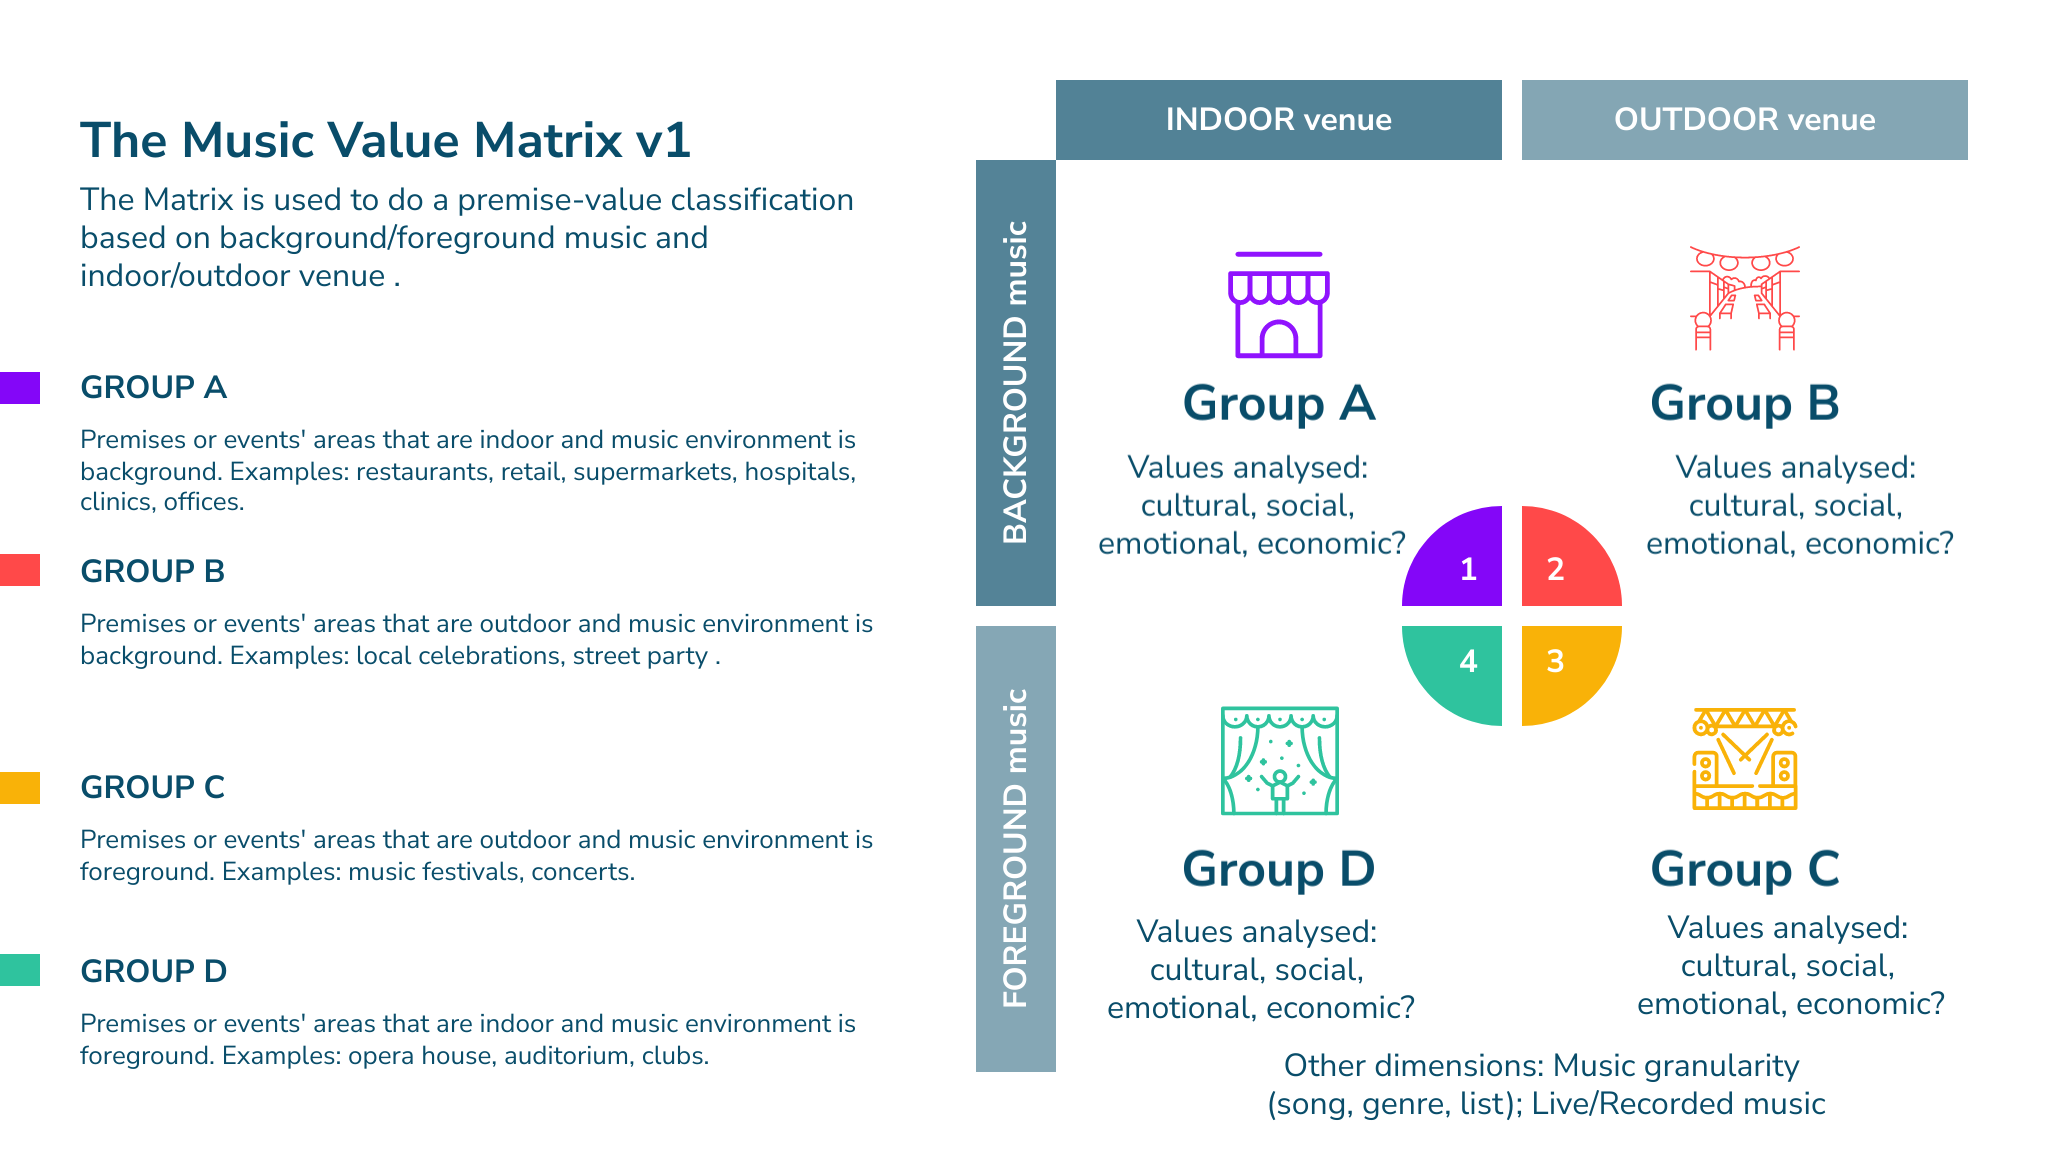 The Music Value Matrix v1
The Matrix is used to do a premise-value classification
based on background/foreground music and
indoor/outdoor venue .
GROUP A
Premises or events' areas that are indoor and music environment is
background. Examples: restaurants, retail, supermarkets, hospitals,
clinics, offices.
GROUP B
Premises or events' areas that are outdoor and music environment is
background. Examples: local celebrations, street party .
GROUP C
Premises or events' areas that are outdoor and music environment is
foreground. Examples: music festivals, concerts.
GROUP D
Premises or events' areas that are indoor and music environment is
foreground. Examples: opera house, auditorium, clubs.
INDOOR venue
OUTDOOR venue
BACKGROUND music
Group A
Values analysed:
cultural, social,
emotional, economic?
Group B
Values analysed:
cultural, social,
emotional, economic?
1
2
4
3
FOREGROUND music
Group D
Values analysed:
cultural, social,
emotional, economic?
Group C
Values analysed:
cultural, social,
emotional, economic?
Other dimensions: Music granularity
(song, genre, list); Live/Recorded music